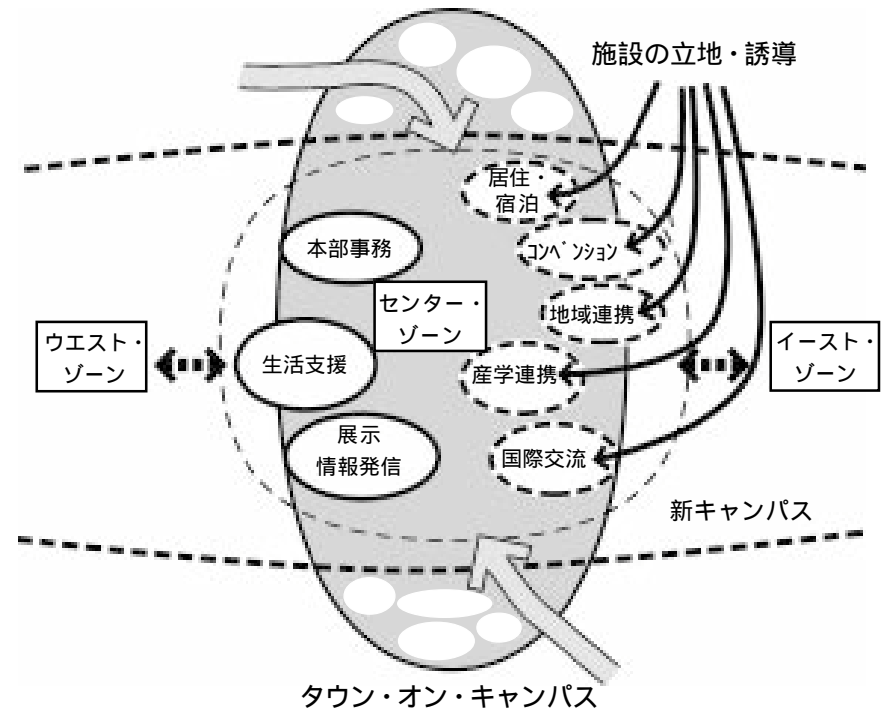 施設の立地・誘導
居住・
宿泊
本部事務
ｺﾝﾍﾞﾝｼｮﾝ
センター・
ゾーン
地域連携
ウエスト・
ゾーン
生活支援
産学連携
イースト・
ゾーン
展示
情報発信
国際交流
新キャンパス
タウン・オン・キャンパス